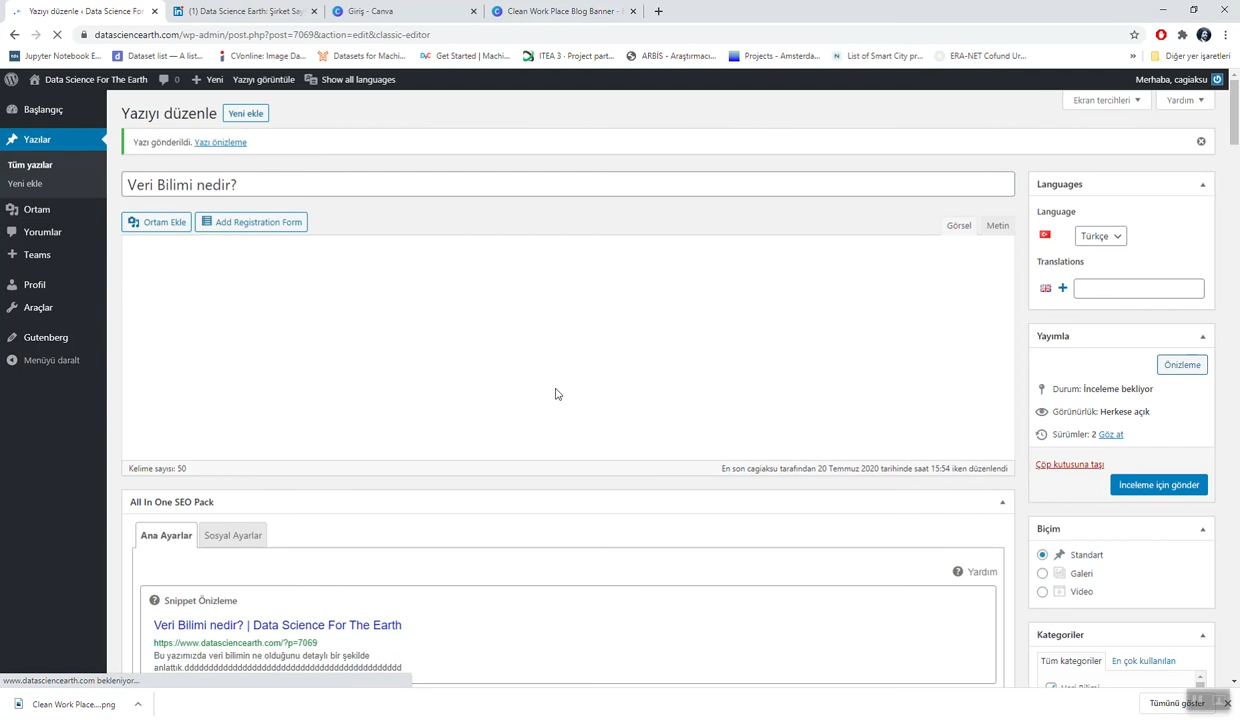 Yazıyı düzenle ‹ Data Science For
(1) Data Science Earth: Şirket Say
Giriş - Canva
Clean Work Place Blog Banner -
datascienceearth.com/wp-admin/post.php?post=7069&action=edit&classic-editor
Jupyter Notebook E...
Dataset list — A list...
CVonline: Image Da...
Datasets for Machi...
Get Started | Machi...
ITEA 3 · Project part...
ARBİS - Araştırmacı...
Projects - Amsterda...
List of Smart City pr...
ERA-NET Cofund Ur...
»
Diğer yer işaretleri
Data Science For The Earth
0
Yeni
Yazıyı görüntüle
Show all languages
Merhaba, cagiaksu
Başlangıç
Yazılar
Tüm yazılar
Yeni ekle
Ortam
Yorumlar
Teams
Profil
Araçlar
Gutenberg
Menüyü daralt
Ekran tercihleri
Yardım
Yazıyı düzenle
Yeni ekle
Yazı gönderildi. Yazı önizleme
Veri Bilimi nedir?
Ortam Ekle
Add Registration Form
Görsel
Metin
Kelime sayısı: 50
En son cagiaksu tarafından 20 Temmuz 2020 tarihinde saat 15:54 iken düzenlendi
All In One SEO Pack
Ana Ayarlar
Sosyal Ayarlar
Yardım
Snippet Önizleme
Veri Bilimi nedir? | Data Science For The Earth
https://www.datascienceearth.com/?p=7069
Bu yazımızda veri bilimin ne olduğunu detaylı bir şekilde
Languages
Language
Türkçe
Translations
Yayımla
Önizleme
Durum: İnceleme bekliyor
Görünürlük: Herkese açık
Sürümler: 2 Göz at
Çöp kutusuna taşı
İnceleme için gönder
Biçim
Standart
Galeri
Video
Kategoriler
Tüm kategoriler
En çok kullanılan
Veri Bilimi
www.datascienceearth.com bekleniyor...
Clean Work Place....png
Tümünü göster